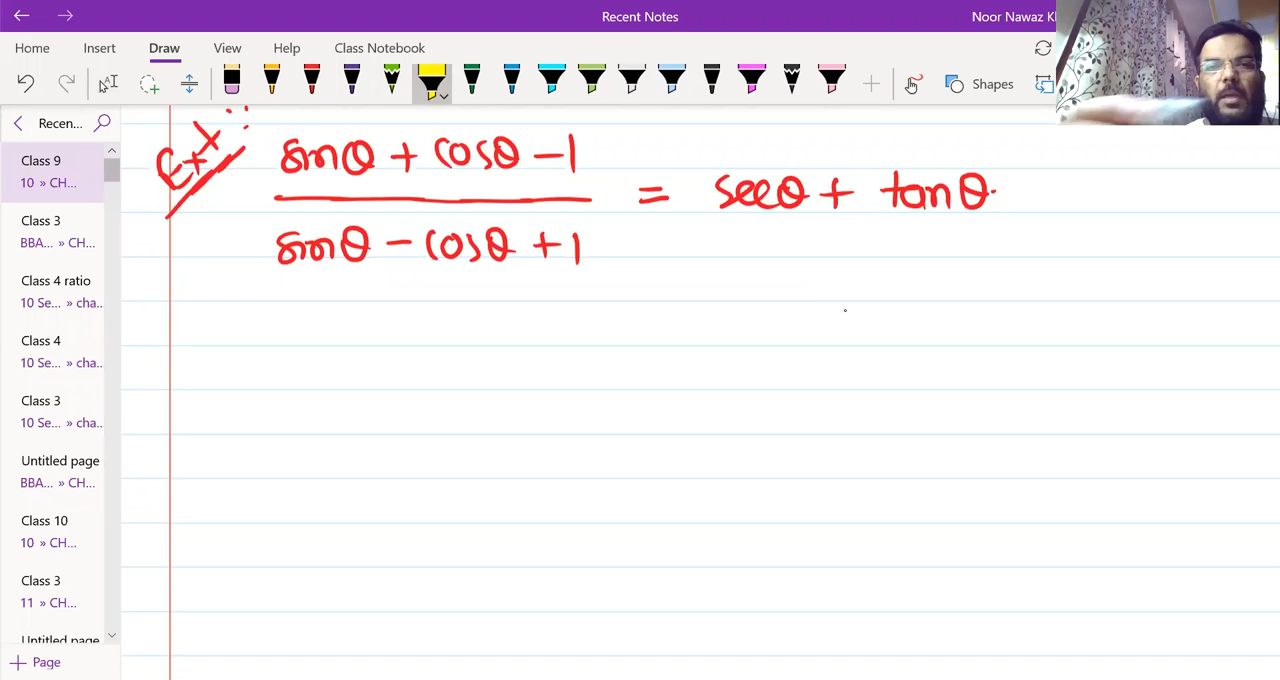 Recent Notes
Noor Nawaz Kh
Home Insert Draw View Help Class Notebook
Shapes
Recen...
Class 9
10 » CH...
Class 3
BBA... » CH...
Class 4 ratio
10 Se... » cha..
Class 4
10 Se... » cha..
Class 3
10 Se... » cha..
Untitled page
BBA... » CH...
Class 10
10 » CH...
Class 3
11 » CH...
Untitled page
+ Page
sinθ + cosθ - 1
= secθ + tanθ.
sinθ - cosθ + 1